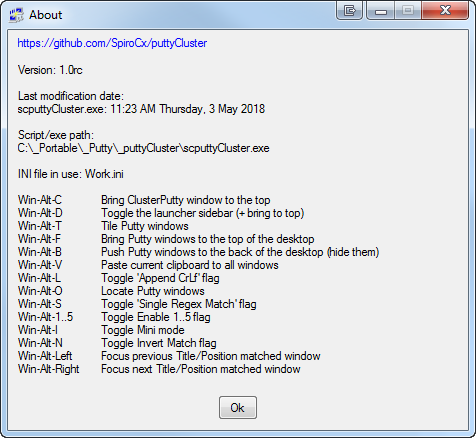 About
https://github.com/SpiroCx/puttyCluster
Version: 1.0rc
Last modification date:
scputtyCluster.exe: 11:23 AM Thursday, 3 May 2018
Script/exe path:
C:\_Portable\_Putty\_puttyCluster\scputtyCluster.exe
INI file in use: Work.ini
Win-Alt-C Bring ClusterPutty window to the top
Win-Alt-D Toggle the launcher sidebar (+ bring to top)
Win-Alt-T Tile Putty windows
Win-Alt-F Bring Putty windows to the top of the desktop
Win-Alt-B Push Putty windows to the back of the desktop (hide them)
Win-Alt-V Paste current clipboard to all windows
Win-Alt-L Toggle 'Append CrLf' flag
Win-Alt-O Locate Putty windows
Win-Alt-S Toggle 'Single Regex Match' flag
Win-Alt-1..5 Toggle Enable 1..5 flag
Win-Alt-I Toggle Mini mode
Win-Alt-N Toggle Invert Match flag
Win-Alt-Left Focus previous Title/Position matched window
Win-Alt-Right Focus next Title/Position matched window
Ok